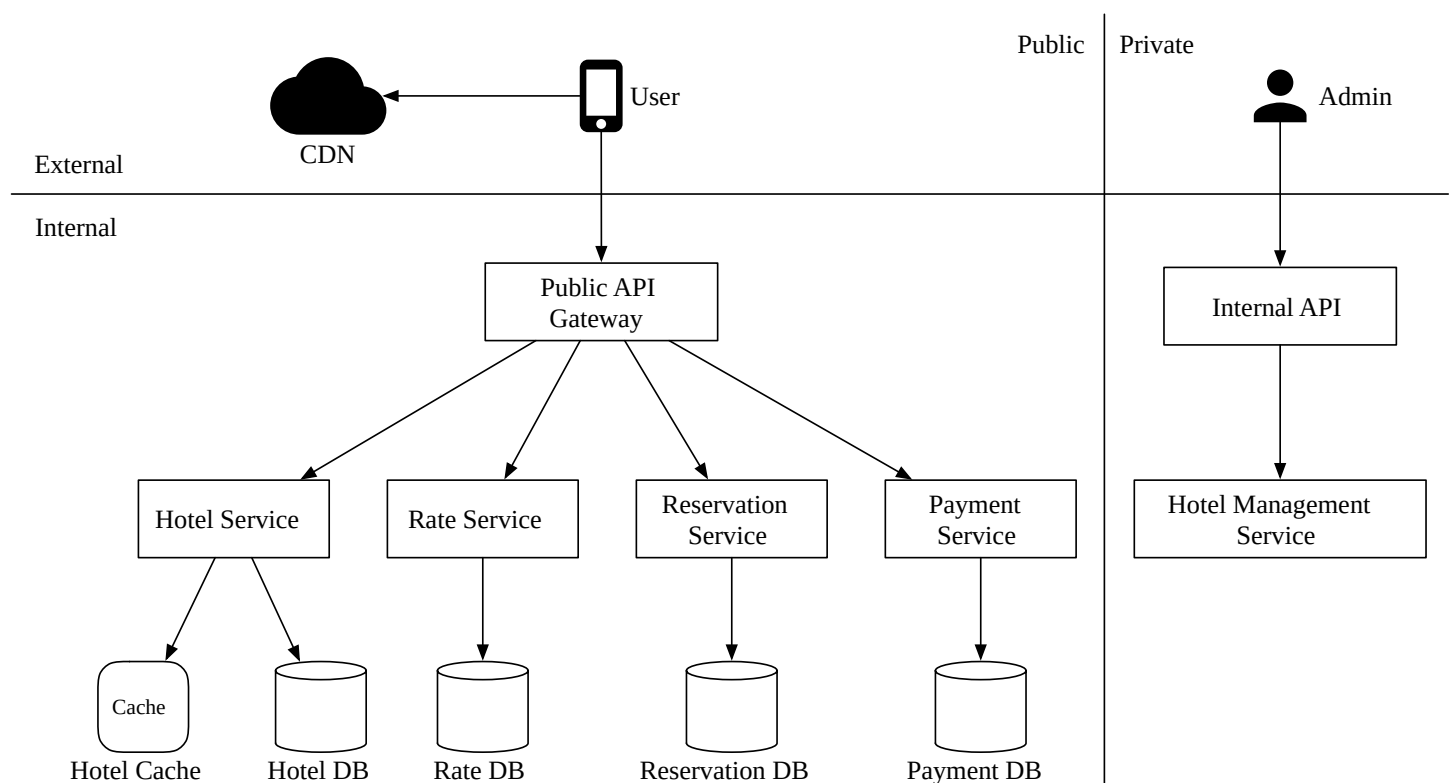 Public
Private
User
Admin
CDN
External
Internal
Public API
Gateway
Internal API
Hotel Service
Rate Service
Reservation
Service
Payment
Service
Hotel Management
Service
Cache
Hotel Cache
Hotel DB
Rate DB
Reservation DB
Payment DB